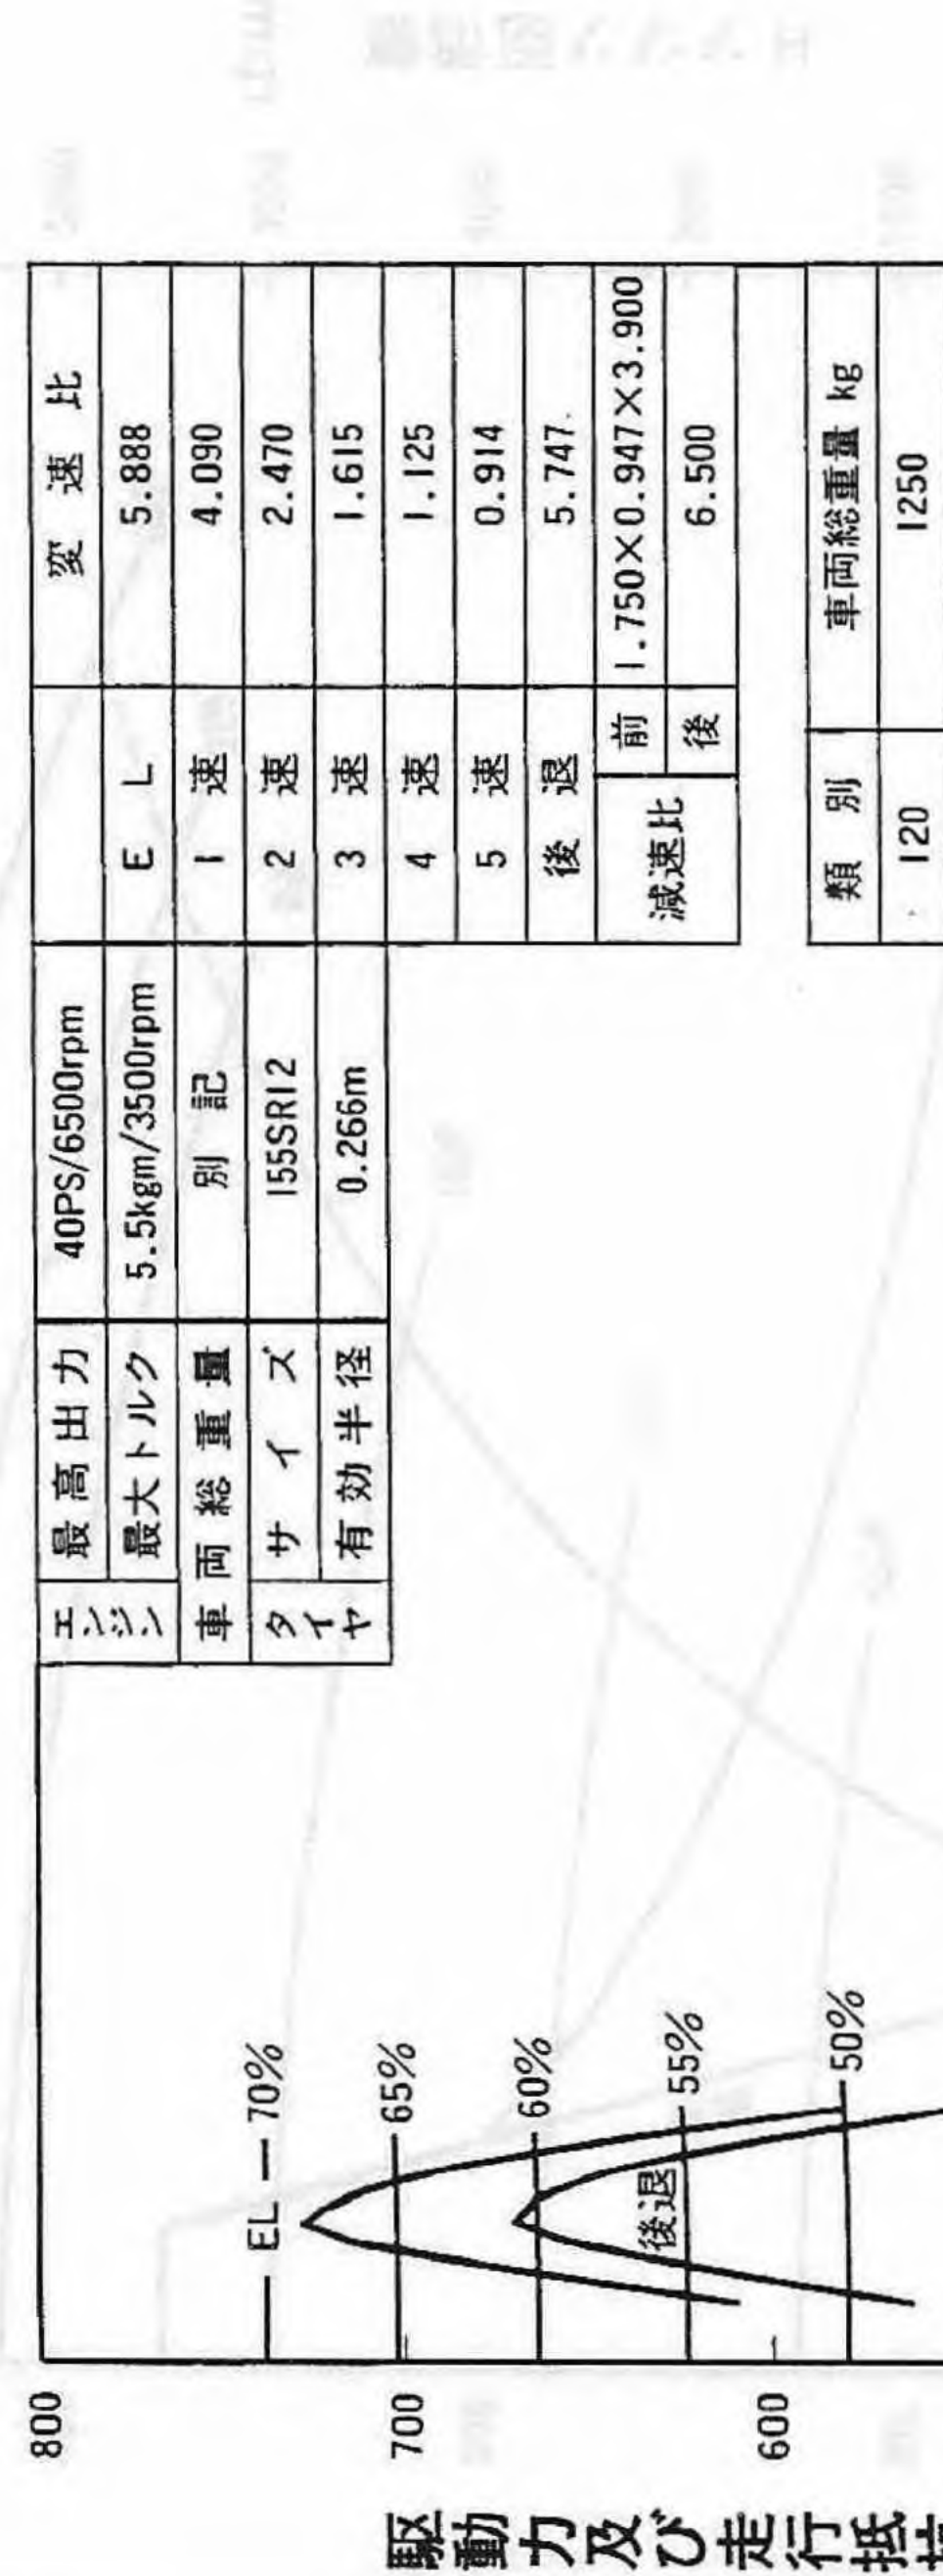 エンジン 最高出力 40PS/6500rpm
最大トルク 5.5kgm/3500rpm
車両総重量 別記
タイヤ サイズ 155SR12
有効半径 0.266m
変速比
EL 5.888
1速 4.090
2速 2.470
3速 1.615
4速 1.125
5速 0.914
後退 5.747
減速比 前 1.750×0.947×3.900
後 6.500
類別 車両総重量 kg
120 1250
800
700
600
EL 70%
65%
60%
55%
50%
後退
駆動力及び走行抵抗